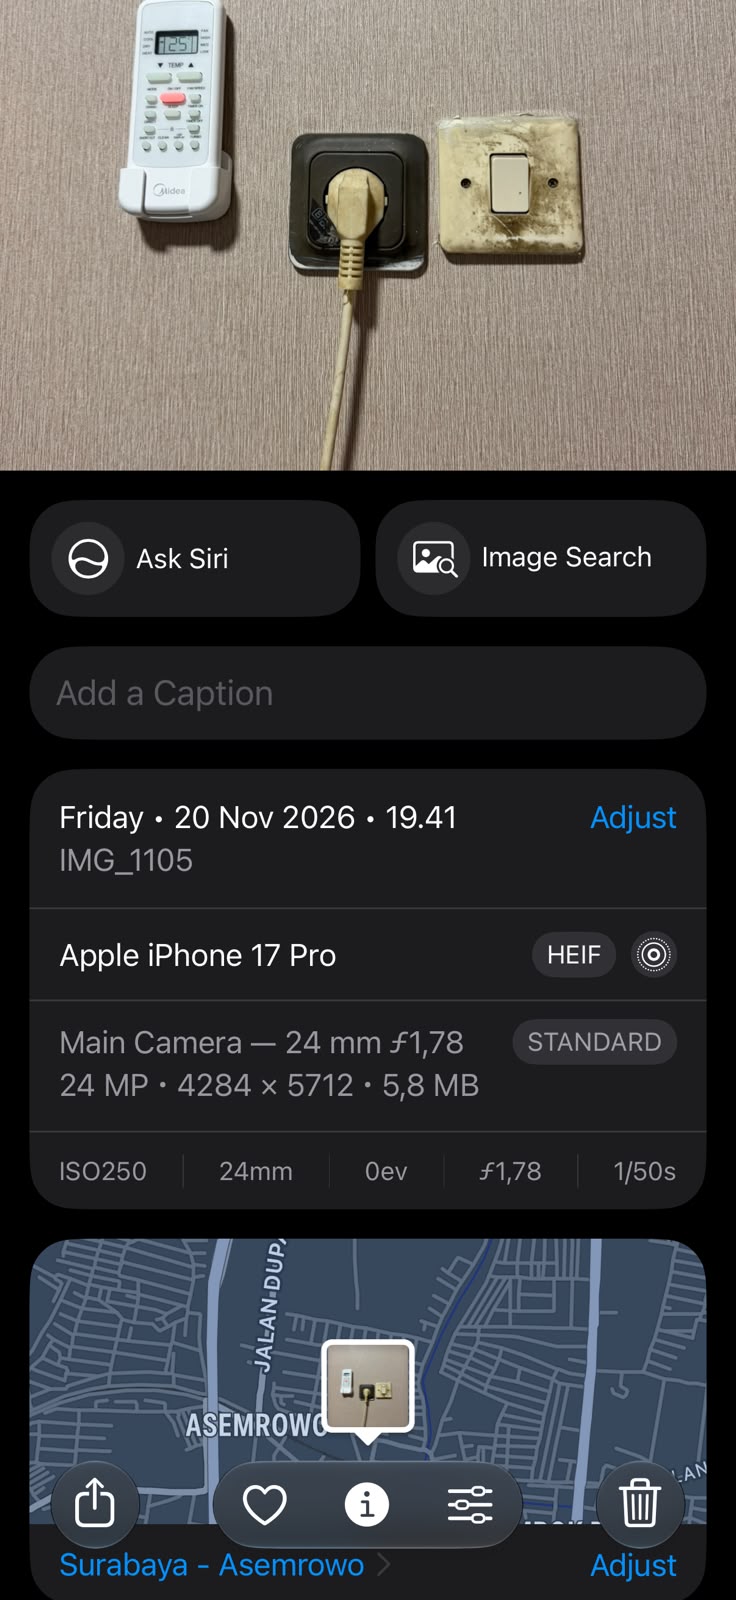 TEMP
Midea
Ask Siri
Image Search
Add a Caption
Friday • 20 Nov 2026 • 19.41
Adjust
IMG_1105
Apple iPhone 17 Pro
HEIF
Main Camera — 24 mm ƒ1,78
STANDARD
24 MP • 4284 × 5712 • 5,8 MB
ISO250
24mm
0ev
ƒ1,78
1/50s
ASEMROWO
Surabaya - Asemrowo
Adjust